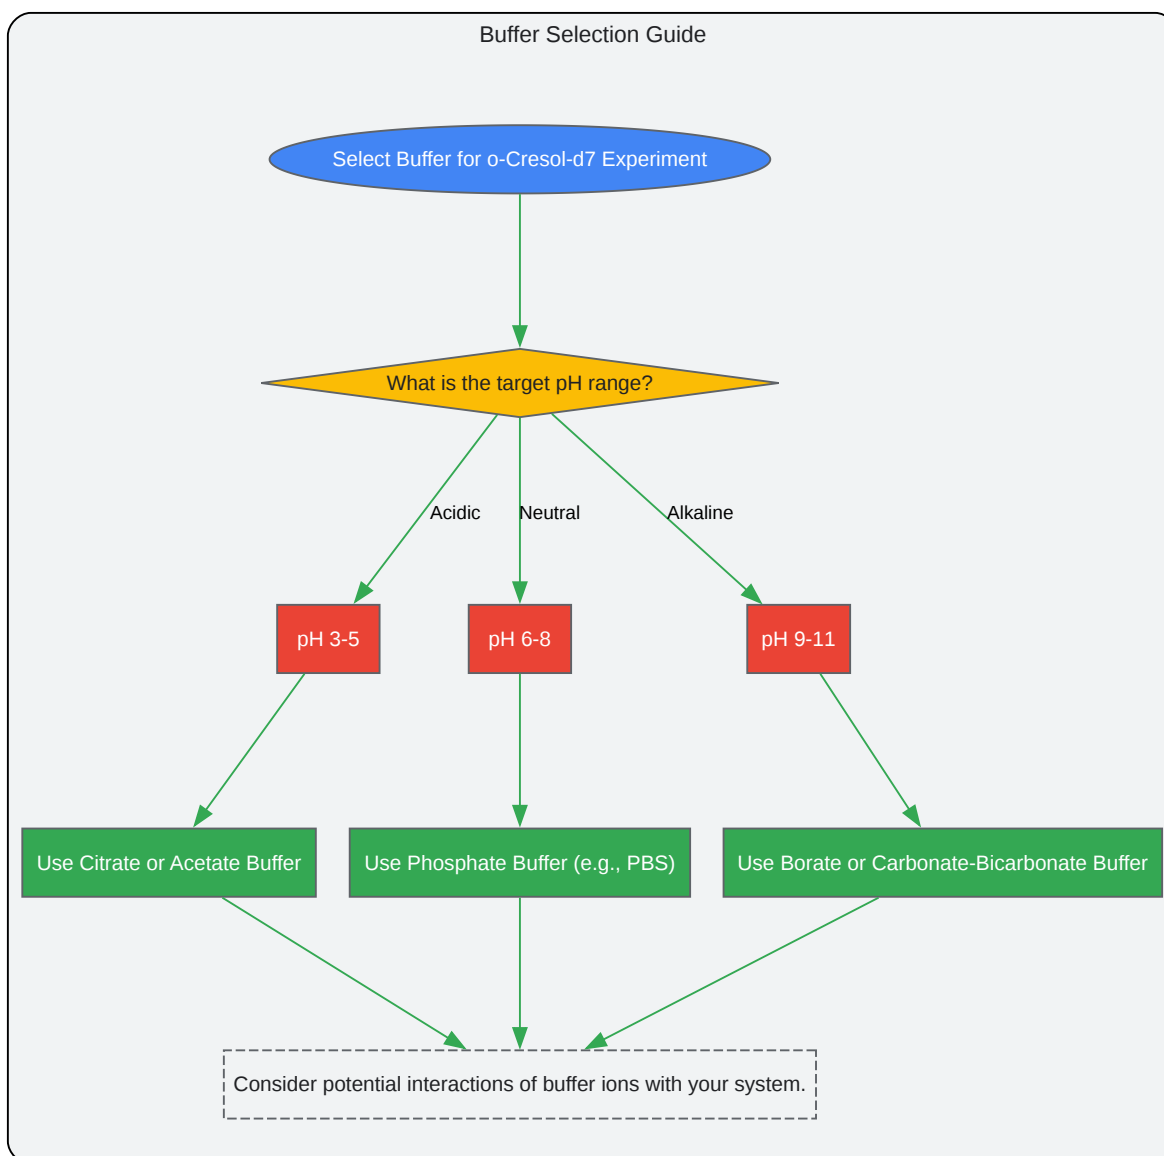 Buffer Selection Guide
Select Buffer for o-Cresol-d7 Experiment
What is the target pH range?
Acidic
Neutral
Alkaline
pH 3-5
pH 6-8
pH 9-11
Use Citrate or Acetate Buffer
Use Phosphate Buffer (e.g., PBS)
Use Borate or Carbonate-Bicarbonate Buffer
Consider potential interactions of buffer ions with your system.